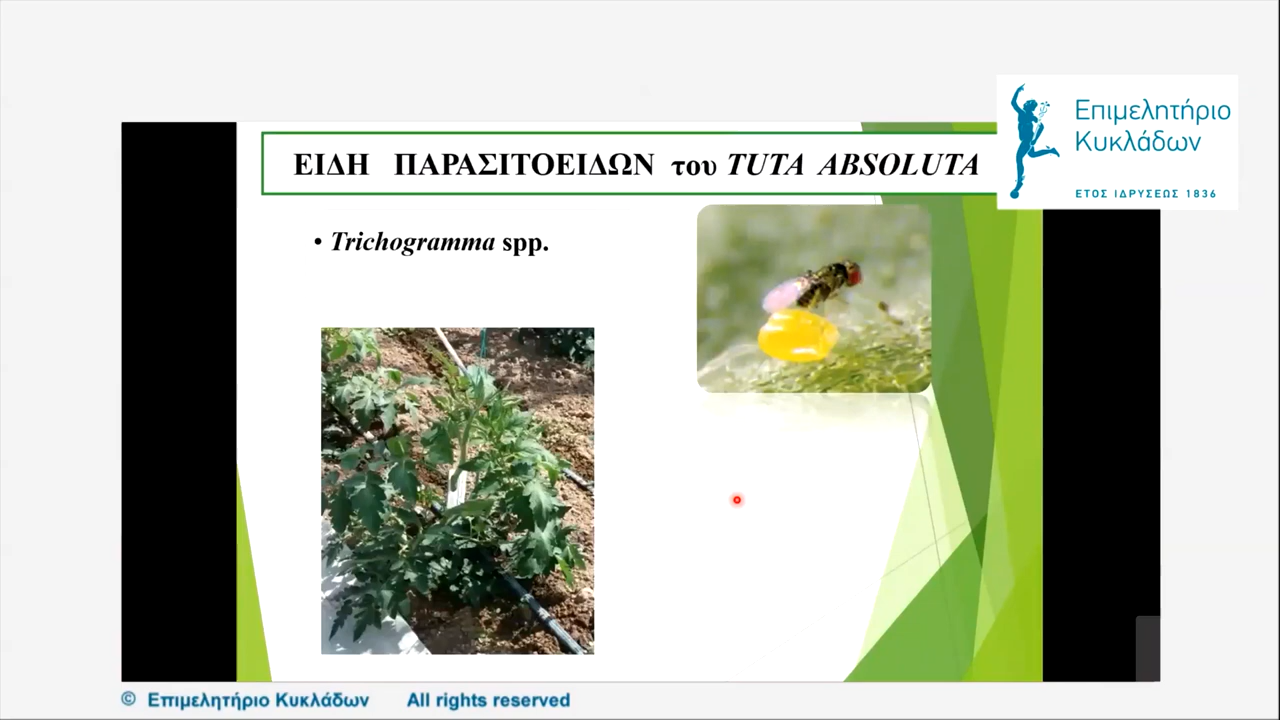 Επιμελητήριο
Κυκλάδων
ΕΤΟΣ ΙΔΡΥΣΕΩΣ 1836
ΕΙΔΗ ΠΑΡΑΣΙΤΟΕΙΔΩΝ του TUTA ABSOLUTA
• Trichogramma spp.
© Επιμελητήριο Κυκλάδων All rights reserved